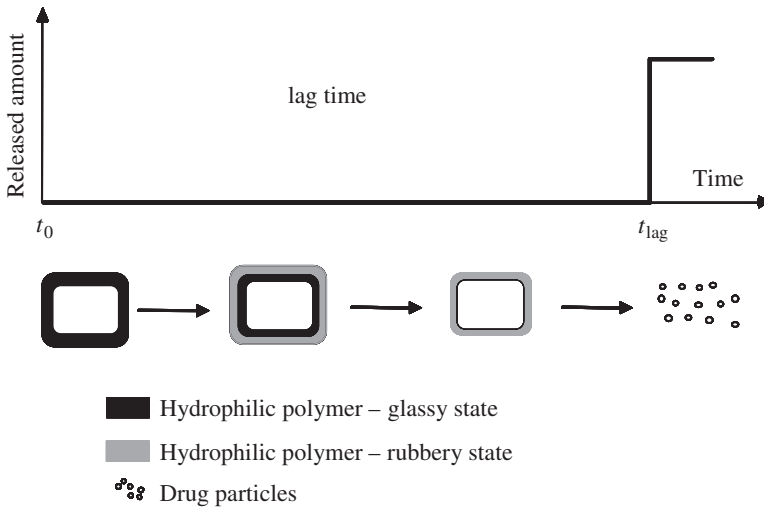 Released amount
lag time
Time
t0
tlag
Hydrophilic polymer – glassy state
Hydrophilic polymer – rubbery state
Drug particles